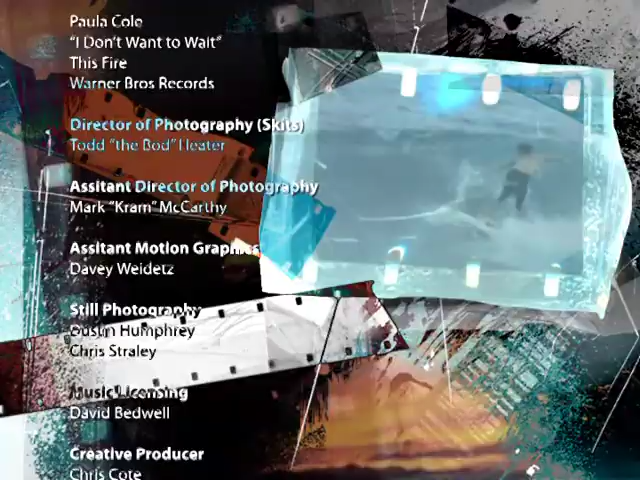 Paula Cole
"I Don't Want to Wait"
This Fire
Warner Bros Records
Director of Photography (Skits)
Todd "the Bod" Heater
Assitant Director of Photography
Mark "Kram" McCarthy
Assitant Motion Graphics
Davey Weidetz
Still Photography
Dustin Humphrey
Chris Straley
Music Licensing
David Bedwell
Creative Producer
Chris Cote